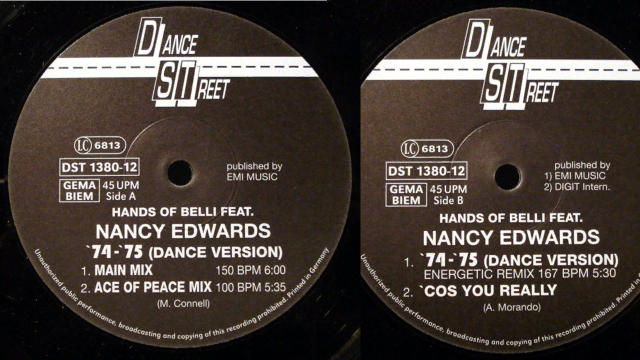 DANCE
STREET
LC 6813
DST 1380-12
GEMA
BIEM
45 UPM
Side A
published by
EMI MUSIC
HANDS OF BELLI FEAT.
NANCY EDWARDS
`74-`75 (DANCE VERSION)
1. MAIN MIX 150 BPM 6:00
2. ACE OF PEACE MIX 100 BPM 5:35
(M. Connell)
Unauthorized public performance, broadcasting and copying of this recording prohibited. Printed in Germany
DANCE
STREET
LC 6813
DST 1380-12
GEMA
BIEM
45 UPM
Side B
published by
1) EMI MUSIC
2) DIGIT Intern.
HANDS OF BELLI FEAT.
NANCY EDWARDS
1. `74-`75 (DANCE VERSION)
ENERGETIC REMIX 167 BPM 5:30
2. `COS YOU REALLY
(A. Morando)
Unauthorized public performance, broadcasting and copying of this recording prohibited. Printed in